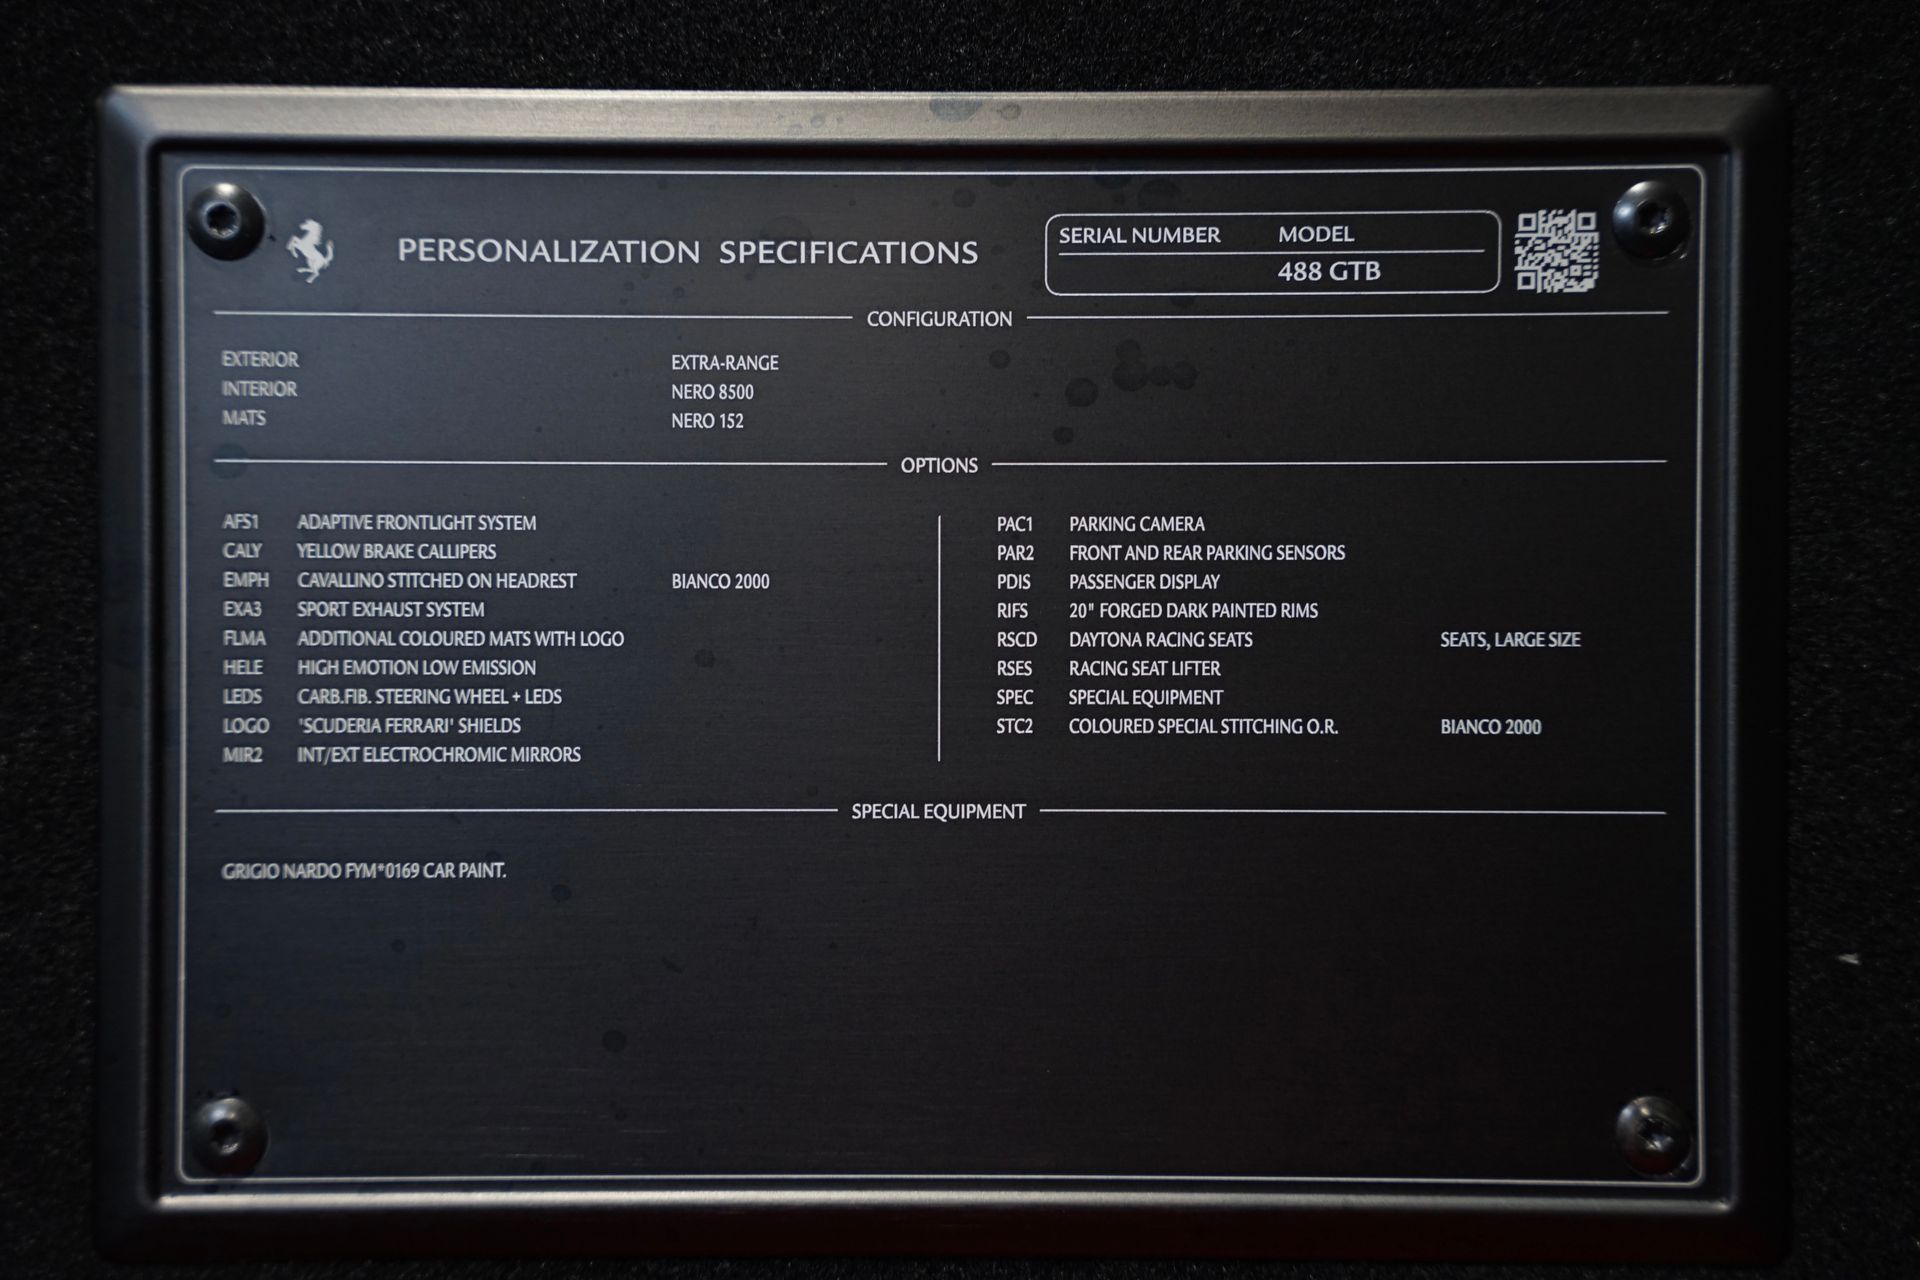 PERSONALIZATION SPECIFICATIONS
SERIAL NUMBER MODEL
488 GTB
CONFIGURATION
EXTERIOR EXTRA-RANGE
INTERIOR NERO 8500
MATS NERO 152
OPTIONS
AFS1 ADAPTIVE FRONTLIGHT SYSTEM
CALY YELLOW BRAKE CALLIPERS
EMPH CAVALLINO STITCHED ON HEADREST BIANCO 2000
EXA3 SPORT EXHAUST SYSTEM
FLMA ADDITIONAL COLOURED MATS WITH LOGO
HELE HIGH EMOTION LOW EMISSION
LEDS CARB.FIB. STEERING WHEEL + LEDS
LOGO 'SCUDERIA FERRARI' SHIELDS
MIR2 INT/EXT ELECTROCHROMIC MIRRORS
PAC1 PARKING CAMERA
PAR2 FRONT AND REAR PARKING SENSORS
PDIS PASSENGER DISPLAY
RIFS 20" FORGED DARK PAINTED RIMS
RSCD DAYTONA RACING SEATS SEATS, LARGE SIZE
RSES RACING SEAT LIFTER
SPEC SPECIAL EQUIPMENT
STC2 COLOURED SPECIAL STITCHING O.R. BIANCO 2000
SPECIAL EQUIPMENT
GRIGIO NARDO FYM*0169 CAR PAINT.